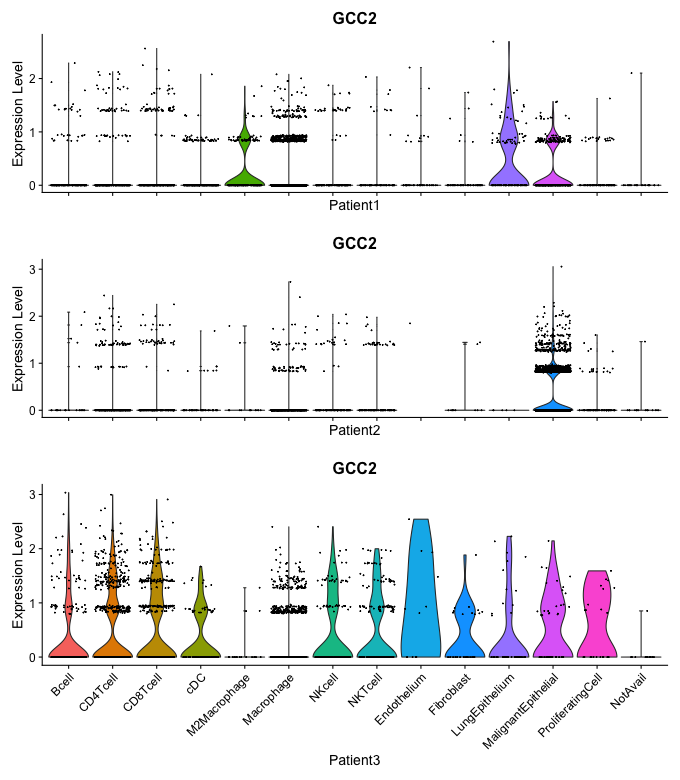 GCC2
Expression Level
2
1
0
Patient1
GCC2
Expression Level
3
2
1
0
Patient2
GCC2
Expression Level
3
2
1
0
Bcell
CD4Tcell
CD8Tcell
cDC
M2Macrophage
Macrophage
NKcell
NKTcell
Endothelium
Fibroblast
LungEpithelium
MalignantEpithelial
ProliferatingCell
NotAvail
Patient3